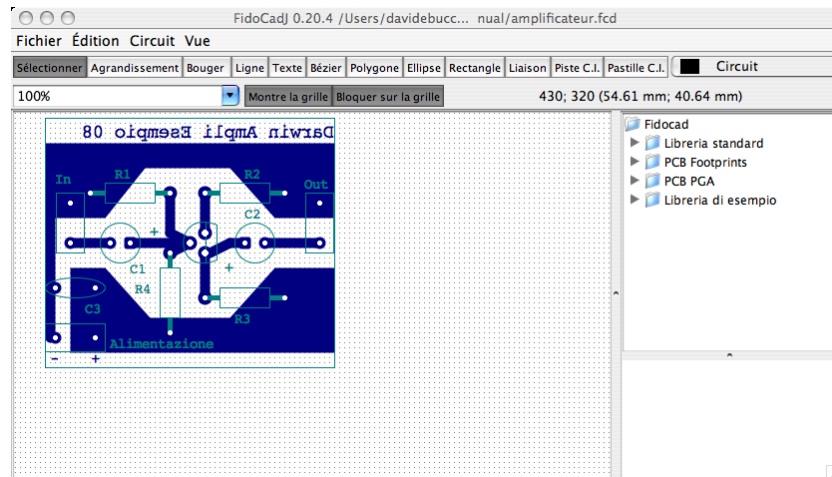 FidoCadJ 0.20.4 /Users/davidebucc... nual/amplificateur.fcd
Fichier Édition Circuit Vue
Sélectionner Agrandissement Bouger Ligne Texte Bézier Polygone Ellipse Rectangle Liaison Piste C.I. Pastille C.I. Circuit
100% Montre la grille Bloquer sur la grille 430; 320 (54.61 mm; 40.64 mm)
Darwin Ampli Esempio 08
In R1 R2 Out
C2
+
C1 +
R4
C3 R3
Alimentazione
- +
Fidocad
Libreria standard
PCB Footprints
PCB PGA
Libreria di esempio